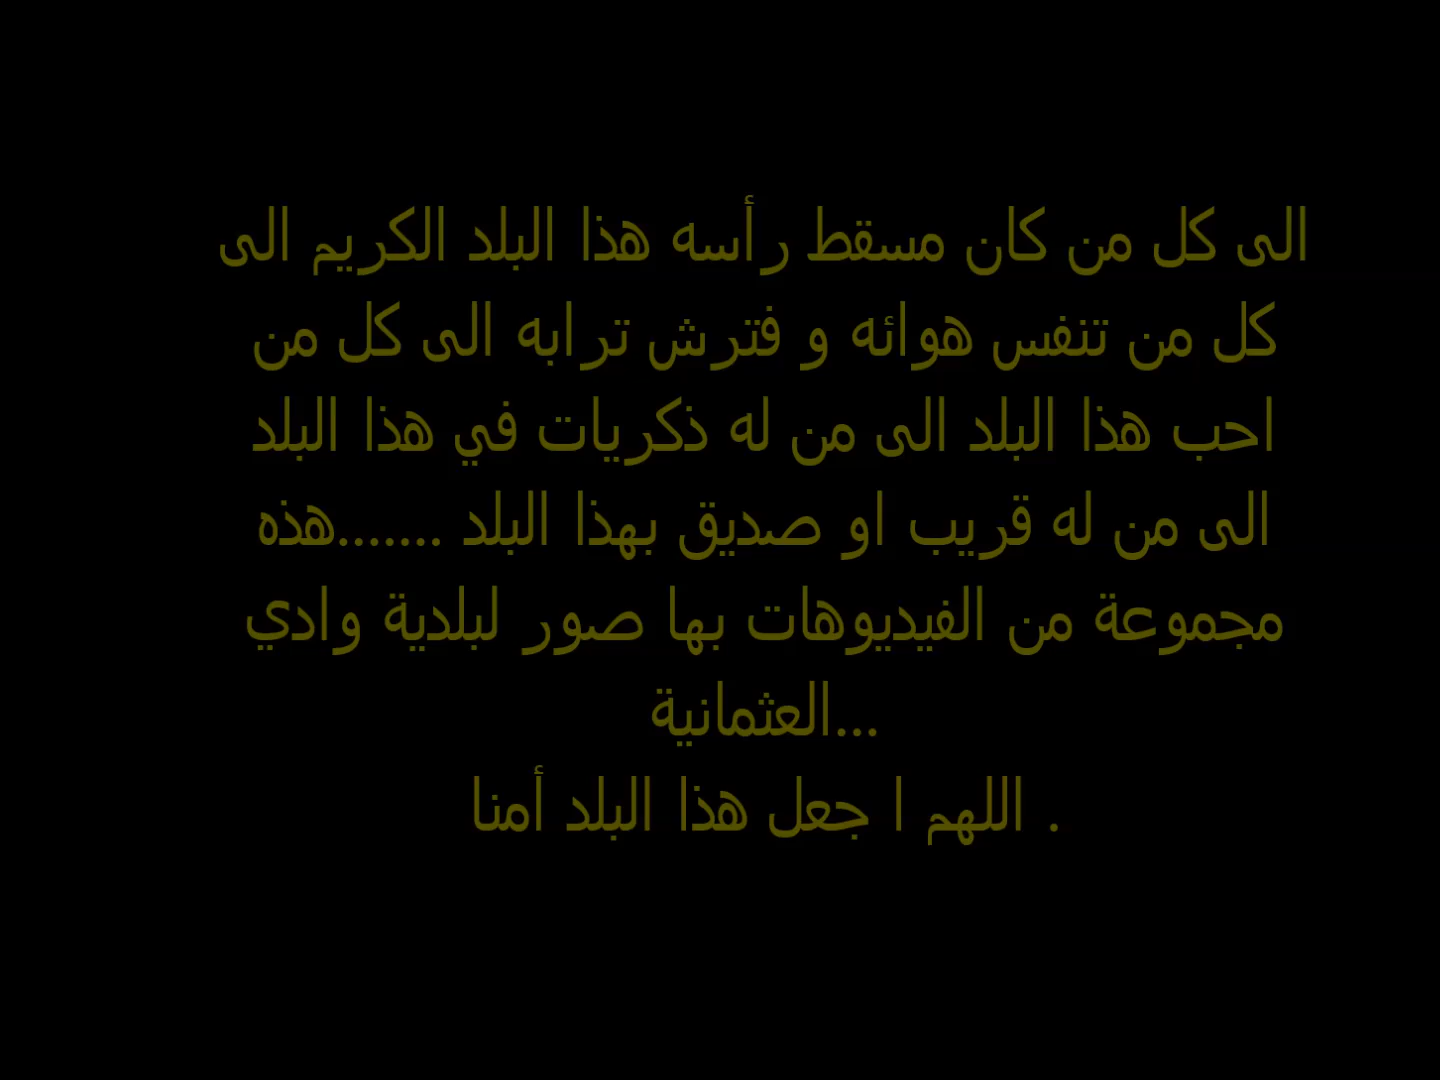 الى كل من كان مسقط رأسه هذا البلد الكريم الى
كل من تنفس هوائه و فترش ترابه الى كل من
احب هذا البلد الى من له ذكريات في هذا البلد
الى من له قريب او صديق بهذا البلد .......هذه
مجموعة من الفيديوهات بها صور لبلدية وادي
...العثمانية
. اللهم ا جعل هذا البلد أمنا